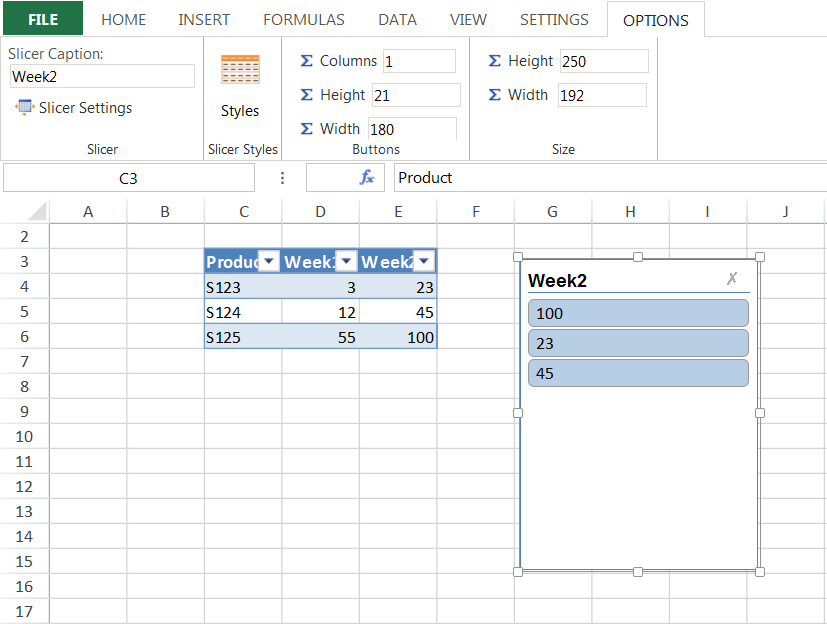 FILE HOME INSERT FORMULAS DATA VIEW SETTINGS OPTIONS
Slicer Caption:
Week2
Slicer Settings
Slicer
Styles
Slicer Styles
Σ Columns 1
Σ Height 21
Σ Width 180
Buttons
Σ Height 250
Σ Width 192
Size
C3 fx Product
A B C D E F G H I J
2
3 Produc Week1 Week2
4 S123 3 23
5 S124 12 45
6 S125 55 100
7
8
9
10
11
12
13
14
15
16
17
Week2
100
23
45